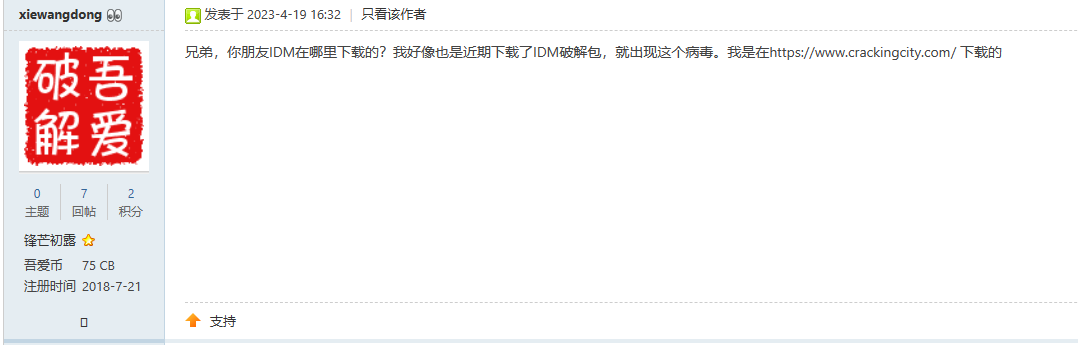 xiewangdong
发表于 2023-4-19 16:32 | 只看该作者
兄弟，你朋友IDM在哪里下载的？我好像也是近期下载了IDM破解包，就出现这个病毒。我是在https://www.crackingcity.com/ 下载的
破吾
解爱
0 7 2
主题 回帖 积分
锋芒初露
吾爱币 75 CB
注册时间 2018-7-21
支持